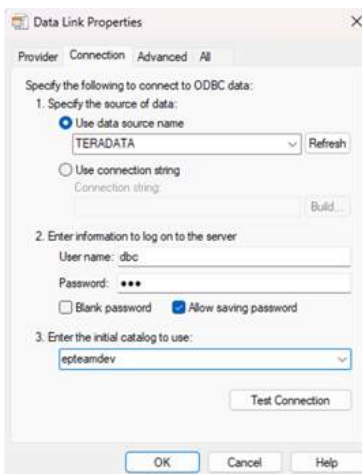 Data Link Properties
Provider Connection Advanced All
Specify the following to connect to ODBC data:
1. Specify the source of data:
Use data source name
TERADATA Refresh
Use connection string
Connection string:
Build...
2. Enter information to log on to the server
User name: dbc
Password: •••
Blank password Allow saving password
3. Enter the initial catalog to use:
epteamdev
Test Connection
OK Cancel Help